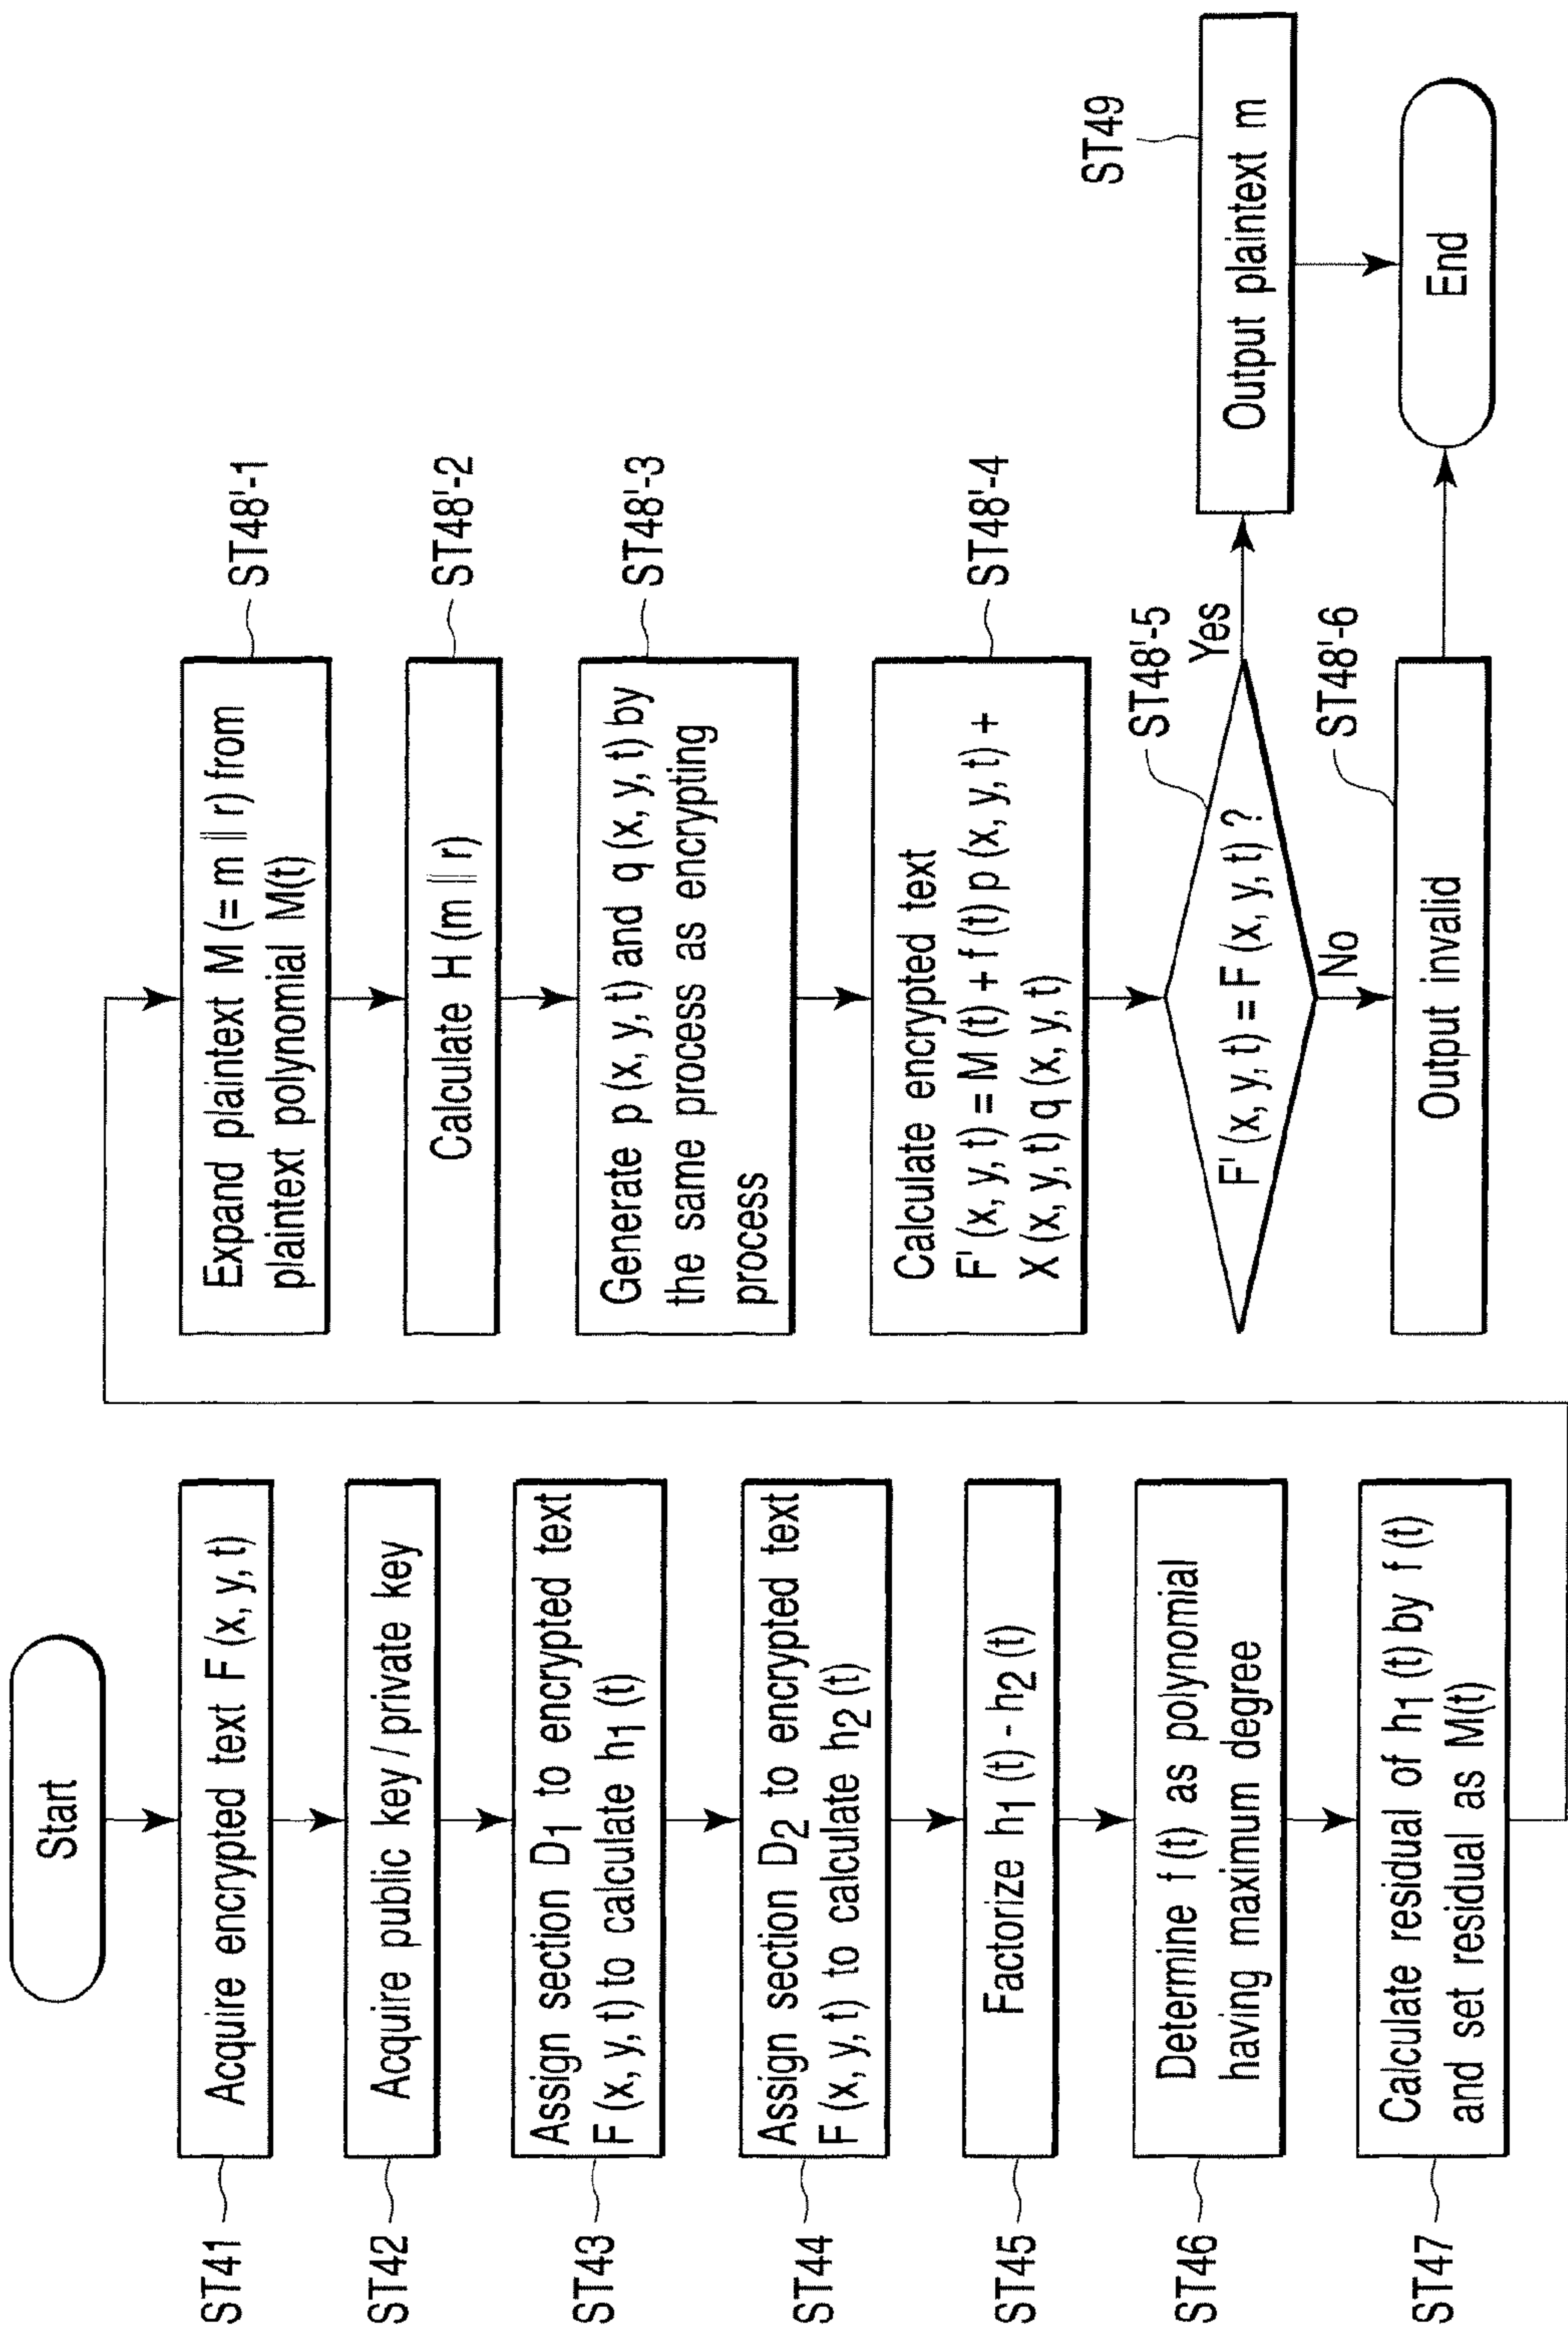 Start
ST41
Acquire encrypted text F (x, y, t)
ST42
Acquire public key / private key
ST43
Assign section D1 to encrypted text
F (x, y, t) to calculate h1 (t)
ST44
Assign section D2 to encrypted text
F (x, y, t) to calculate h2 (t)
ST45
Factorize h1 (t) - h2 (t)
ST46
Determine f (t) as polynomial
having maximum degree
ST47
Calculate residual of h1 (t) by f (t)
and set residual as M(t)
Expand plaintext M (= m || r) from
plaintext polynomial M(t)
ST48'-1
Calculate H (m || r)
ST48'-2
Generate p (x, y, t) and q (x, y, t) by
the same process as encrypting
process
ST48'-3
Calculate encrypted text
F' (x, y, t) = M (t) + f (t) p (x, y, t) +
X (x, y, t) q (x, y, t)
ST48'-4
F' (x, y, t) = F (x, y, t) ?
ST48'-5
Yes
No
Output invalid
ST48'-6
Output plaintext m
ST49
End